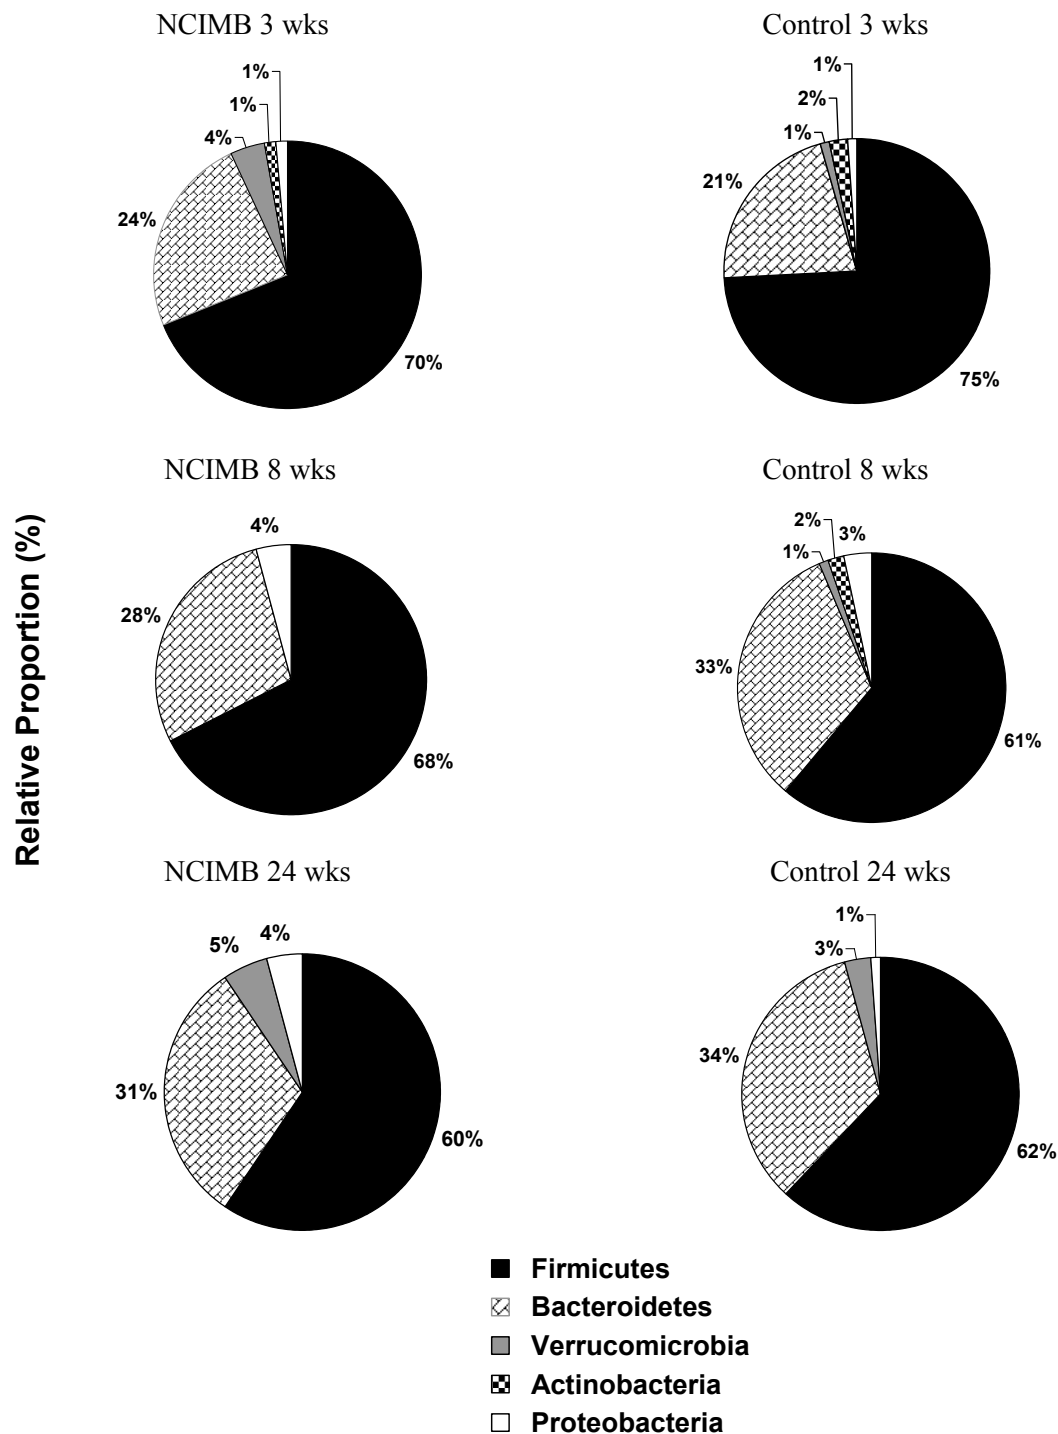 NCIMB 3 wks
1%
1%
4%
24%
70%
Control 3 wks
1%
2%
1%
21%
75%
Relative Proportion (%)
NCIMB 8 wks
4%
28%
68%
Control 8 wks
2%
3%
1%
33%
61%
NCIMB 24 wks
5%
4%
31%
60%
Control 24 wks
1%
3%
34%
62%
Firmicutes
Bacteroidetes
Verrucomicrobia
Actinobacteria
Proteobacteria